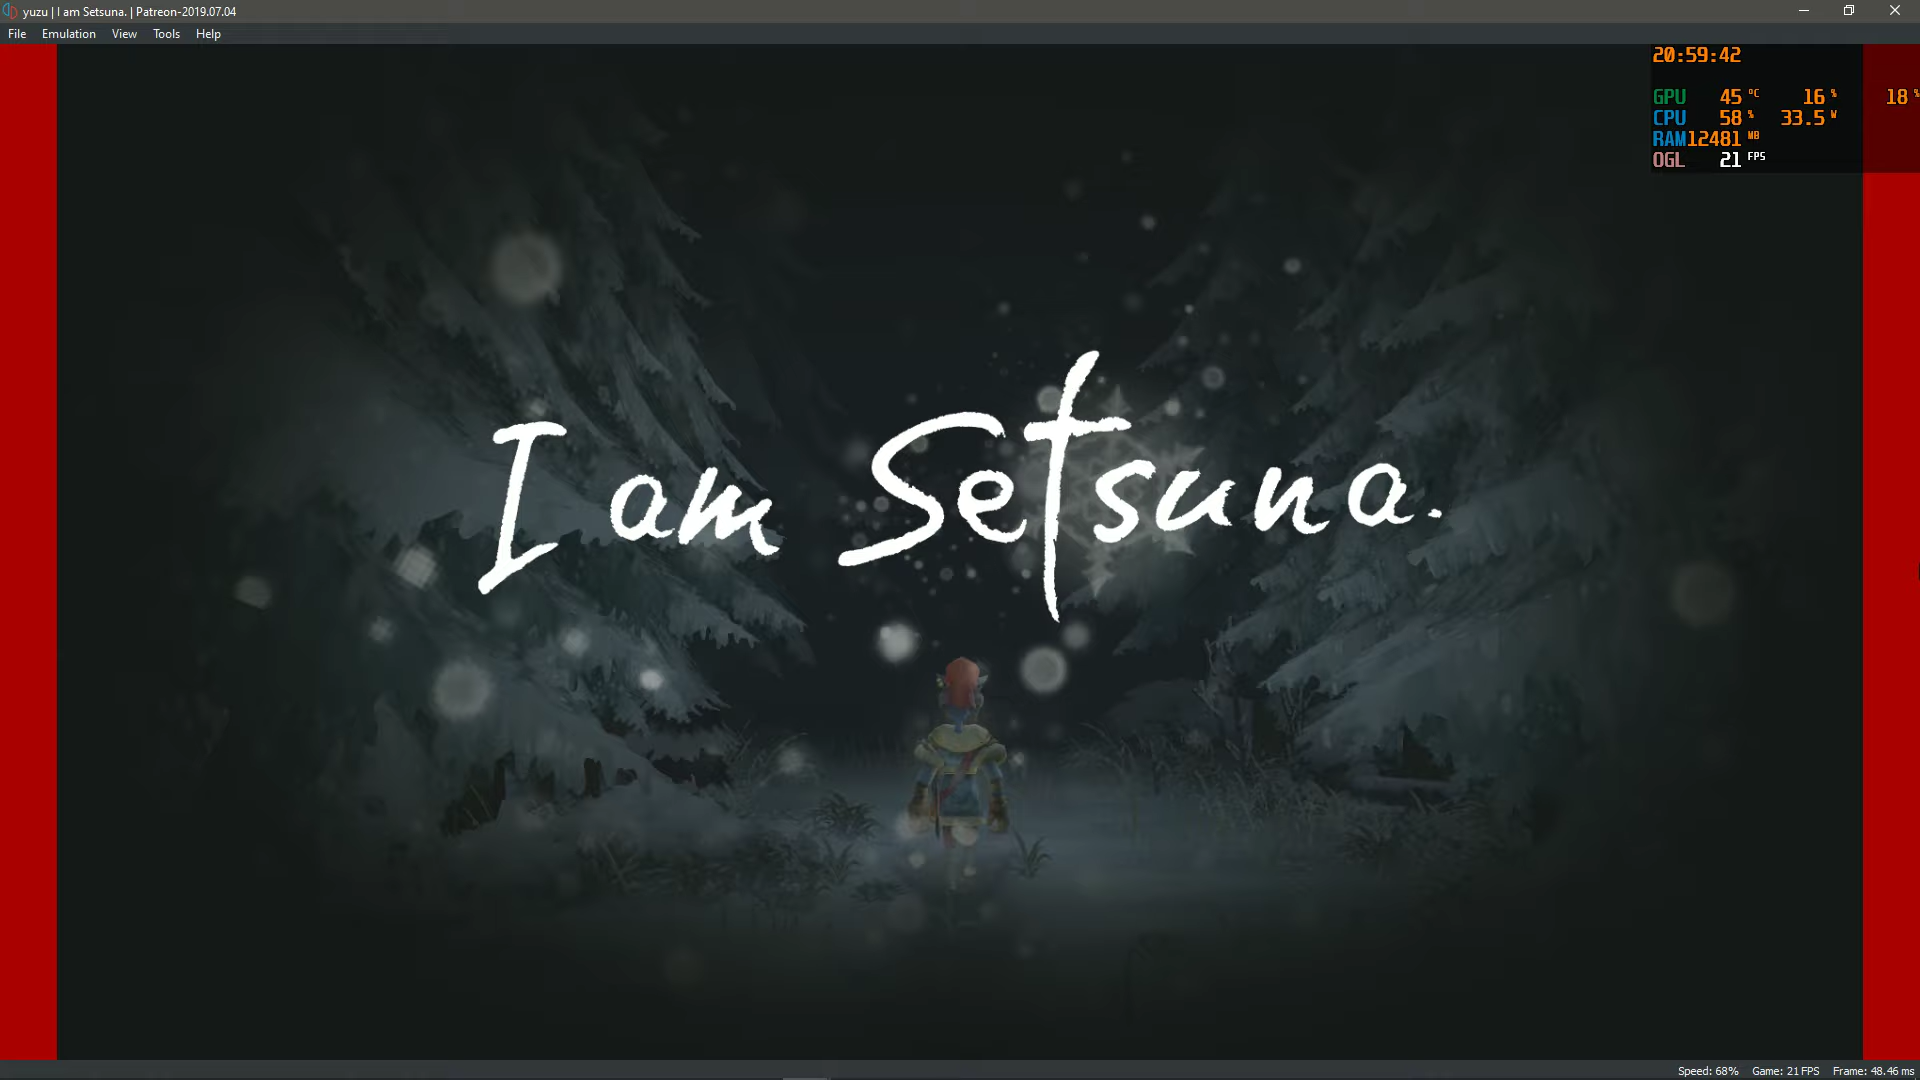 yuzu | I am Setsuna. | Patreon-2019.07.04
File Emulation View Tools Help
20:59:42
GPU 45 °C 16 % 18 %
CPU 58 % 33.5 W
RAM 12481 MB
OGL 21 FPS
I am Setsuna.
Speed: 68% Game: 21 FPS Frame: 48.46 ms